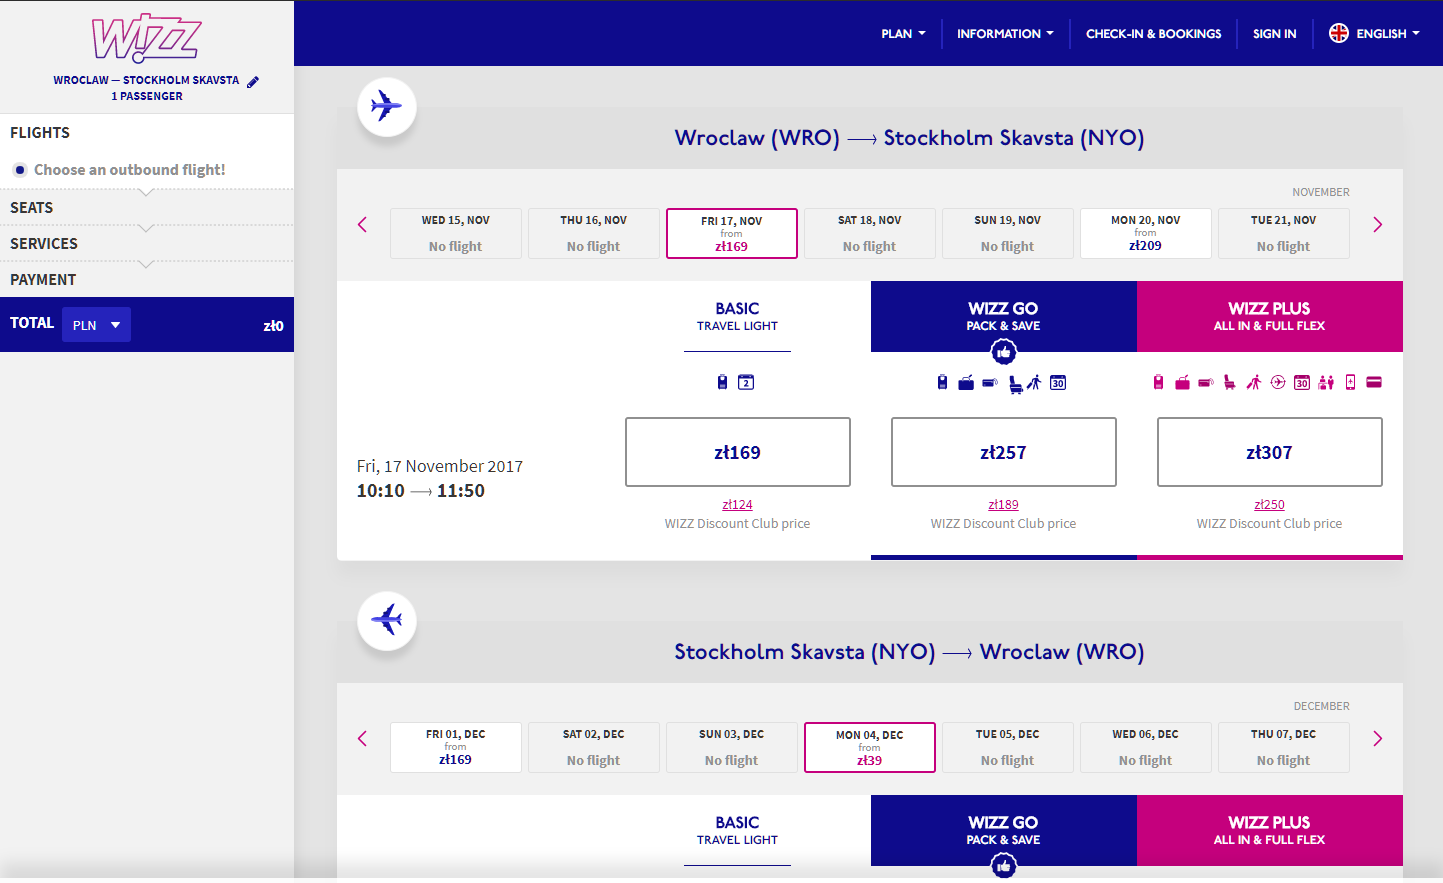 WIZZ
WROCLAW — STOCKHOLM SKAVSTA
1 PASSENGER
FLIGHTS
Choose an outbound flight!
SEATS
SERVICES
PAYMENT
TOTAL PLN zł0
PLAN INFORMATION CHECK-IN & BOOKINGS SIGN IN ENGLISH
Wroclaw (WRO) ⟶ Stockholm Skavsta (NYO)
NOVEMBER
WED 15, NOV
No flight
THU 16, NOV
No flight
FRI 17, NOV
from
zł169
SAT 18, NOV
No flight
SUN 19, NOV
No flight
MON 20, NOV
from
zł209
TUE 21, NOV
No flight
BASIC
TRAVEL LIGHT
WIZZ GO
PACK & SAVE
WIZZ PLUS
ALL IN & FULL FLEX
2
30
30
Fri, 17 November 2017
10:10 ⟶ 11:50
zł169
zł124
WIZZ Discount Club price
zł257
zł189
WIZZ Discount Club price
zł307
zł250
WIZZ Discount Club price
Stockholm Skavsta (NYO) ⟶ Wroclaw (WRO)
DECEMBER
FRI 01, DEC
from
zł169
SAT 02, DEC
No flight
SUN 03, DEC
No flight
MON 04, DEC
from
zł39
TUE 05, DEC
No flight
WED 06, DEC
No flight
THU 07, DEC
No flight
BASIC
TRAVEL LIGHT
WIZZ GO
PACK & SAVE
WIZZ PLUS
ALL IN & FULL FLEX